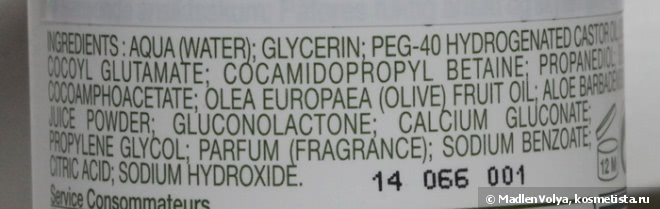 INGREDIENTS : AQUA (WATER); GLYCERIN; PEG-40 HYDROGENATED CASTOR OIL;
COCOYL GLUTAMATE; COCAMIDOPROPYL BETAINE; PROPANEDIOL;
COCOAMPHOACETATE; OLEA EUROPAEA (OLIVE) FRUIT OIL; ALOE
JUICE POWDER; GLUCONOLACTONE; CALCIUM GLUCONATE;
PROPYLENE GLYCOL; PARFUM (FRAGRANCE); SODIUM BENZOATE;
CITRIC ACID; SODIUM HYDROXIDE.
14 066 001
12 M
Service Consommateurs
© MadlenVolya, kosmetista.ru